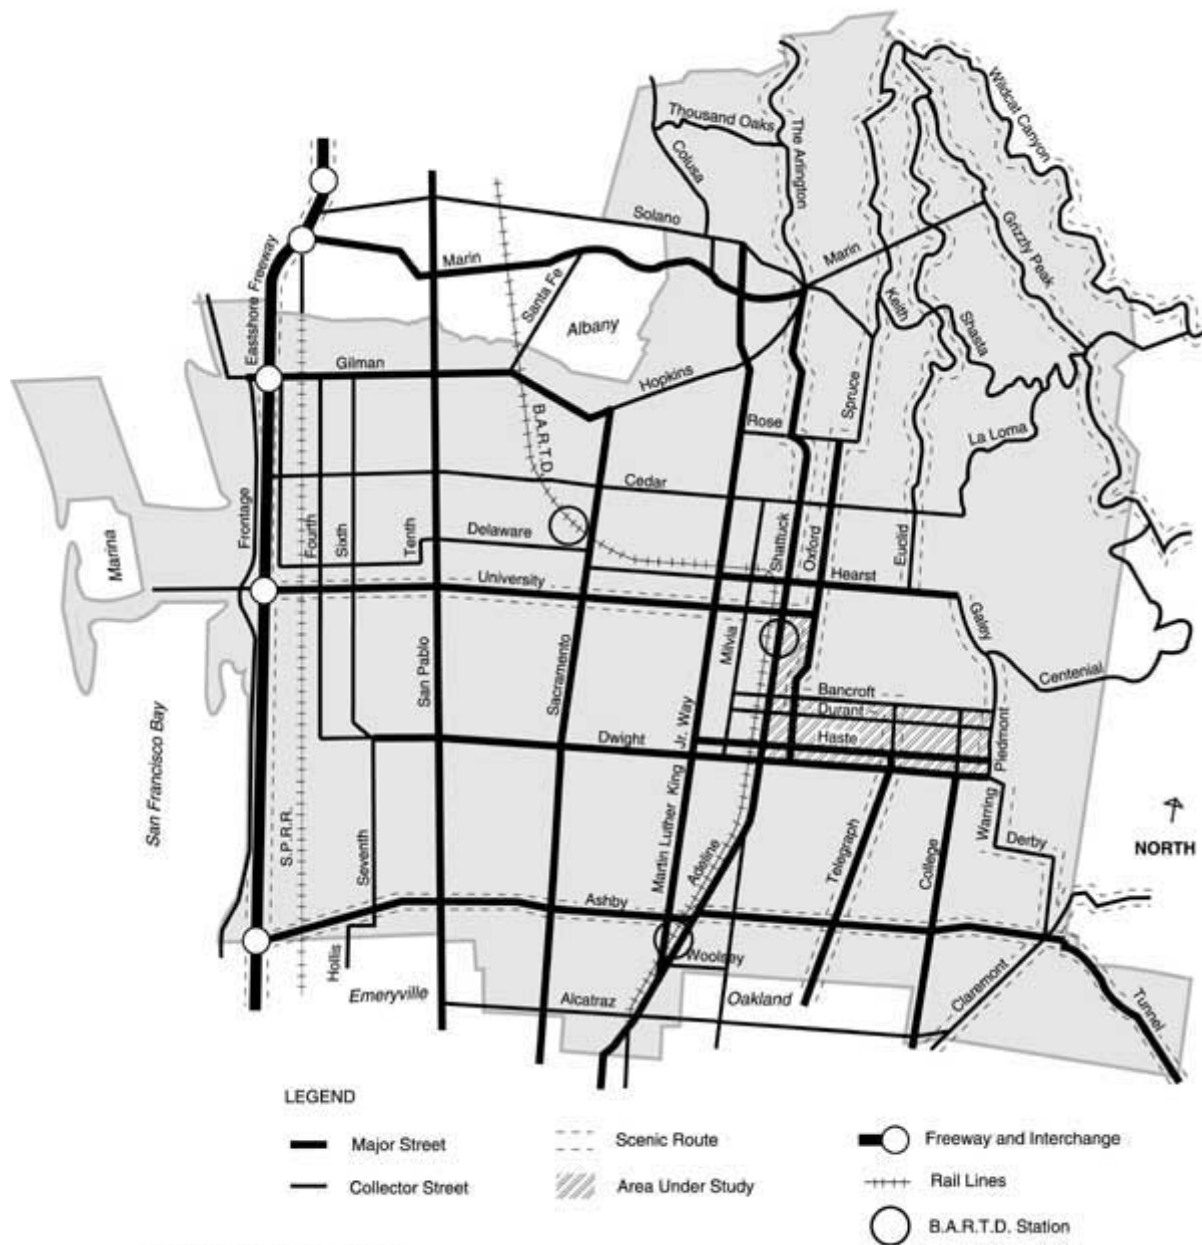 Wildcat Canyon
Thousand Oaks
The Arlington
Colusa
Solano
Grizzly Peak
Marin
Marin
Eastshore Freeway
Santa Fe
Keith
Albany
Shasta
Gilman
Hopkins
Spruce
B.A.R.T.D.
Rose
La Loma
Cedar
Frontage
Fourth
Sixth
Tenth
Delaware
Shattuck
Oxford
Euclid
Marina
University
Hearst
Galey
Milvia
San Pablo
Sacramento
Centenial
Bancroft
Durant
Haste
Piedmont
Dwight
Martin Luther King Jr. Way
San Francisco Bay
S.P.R.R.
Seventh
Adeline
Telegraph
College
Warring
Derby
NORTH
Ashby
Hollis
Woolsey
Claremont
Emeryville
Alcatraz
Oakland
Tunnel
LEGEND
Major Street
Scenic Route
Freeway and Interchange
Collector Street
Area Under Study
Rail Lines
B.A.R.T.D. Station